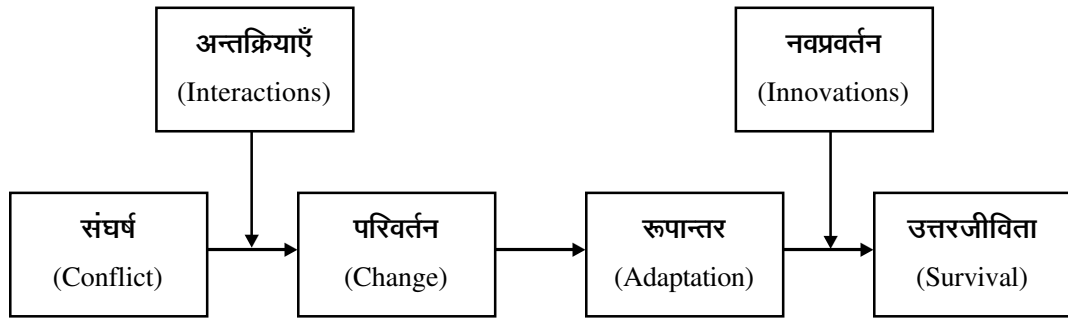 अन्तक्रियाएँ
(Interactions)
नवप्रवर्तन
(Innovations)
संघर्ष
(Conflict)
परिवर्तन
(Change)
रूपान्तर
(Adaptation)
उत्तरजीविता
(Survival)